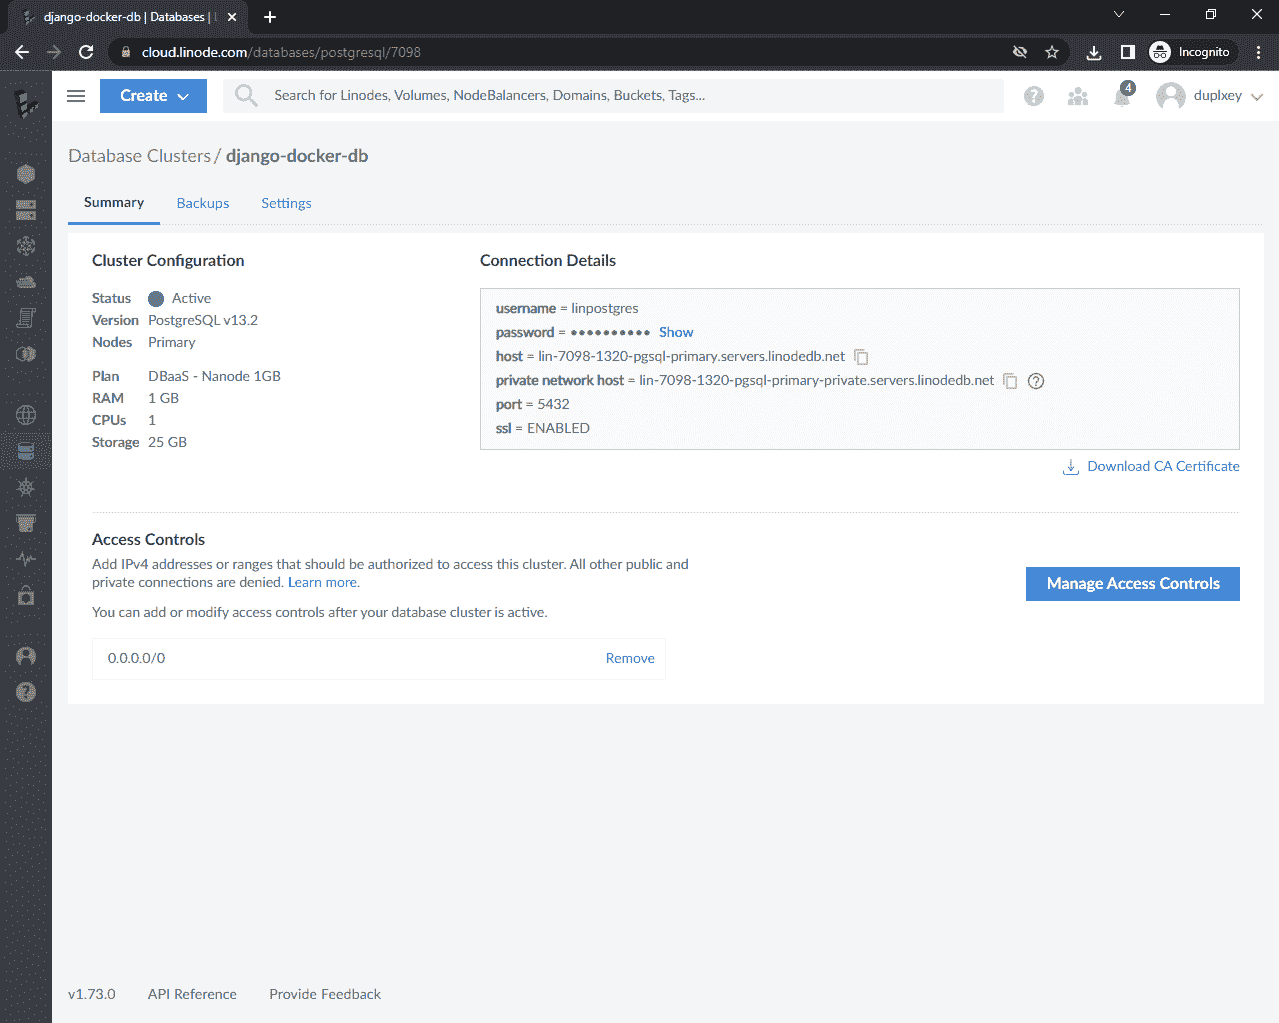 django-docker-db | Databases |
cloud.linode.com/databases/postgresql/7098
Incognito
Create
Search for Linodes, Volumes, NodeBalancers, Domains, Buckets, Tags...
4
duplxey
Database Clusters / django-docker-db
Summary Backups Settings
Cluster Configuration
Status Active
Version PostgreSQL v13.2
Nodes Primary
Plan DBaaS - Nanode 1GB
RAM 1 GB
CPUs 1
Storage 25 GB
Connection Details
username = linpostgres
password = •••••••••• Show
host = lin-7098-1320-pgsql-primary.servers.linodedb.net
private network host = lin-7098-1320-pgsql-primary-private.servers.linodedb.net
port = 5432
ssl = ENABLED
Download CA Certificate
Access Controls
Add IPv4 addresses or ranges that should be authorized to access this cluster. All other public and
private connections are denied. Learn more.
You can add or modify access controls after your database cluster is active.
Manage Access Controls
0.0.0.0/0 Remove
v1.73.0 API Reference Provide Feedback